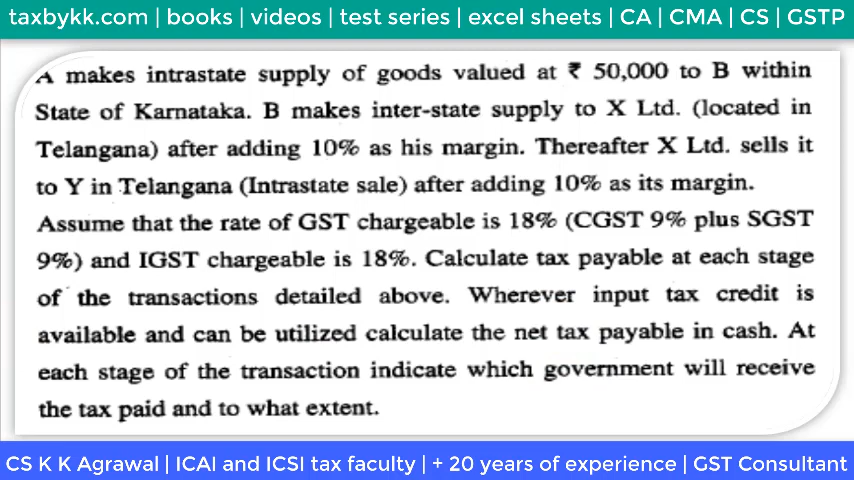 taxbykk.com | books | videos | test series | excel sheets | CA | CMA | CS | GSTP
A makes intrastate supply of goods valued at ₹ 50,000 to B within
State of Karnataka. B makes inter-state supply to X Ltd. (located in
Telangana) after adding 10% as his margin. Thereafter X Ltd. sells it
to Y in Telangana (Intrastate sale) after adding 10% as its margin.
Assume that the rate of GST chargeable is 18% (CGST 9% plus SGST
9%) and IGST chargeable is 18%. Calculate tax payable at each stage
of the transactions detailed above. Wherever input tax credit is
available and can be utilized calculate the net tax payable in cash. At
each stage of the transaction indicate which government will receive
the tax paid and to what extent.
CS K K Agrawal | ICAI and ICSI tax faculty | + 20 years of experience | GST Consultant